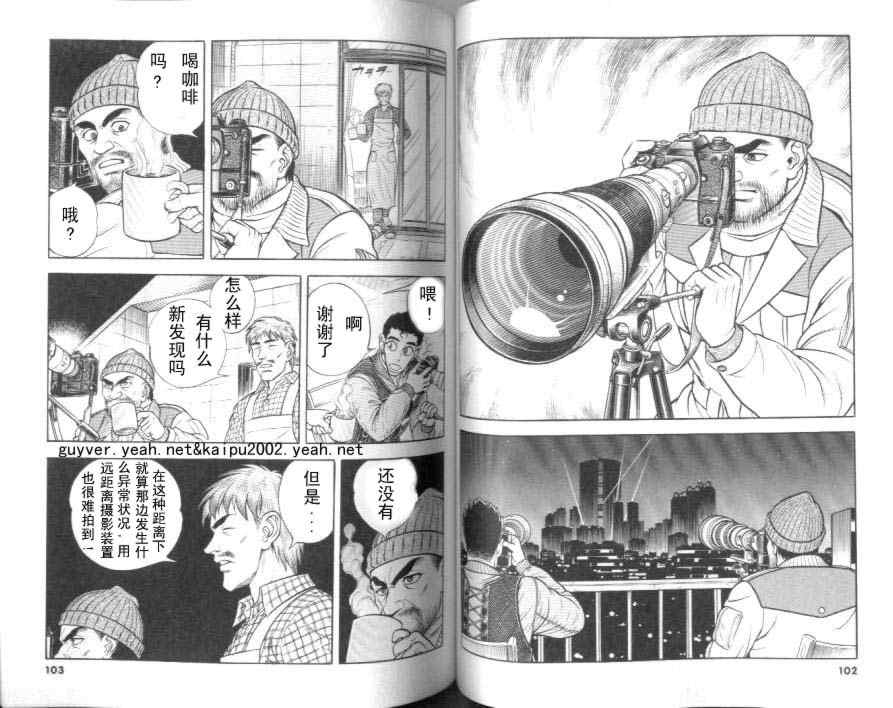 102
ガララ
喝咖啡
吗?
哦?
喂!
啊
谢谢了
怎么样
有什么
新发现吗
guyver.yeah.net&kaipu2002.yeah.net
还没有
但是...
在这种距离下
就算那边发生什
么异常状况·用
远距离摄影装置
也很难拍到—
103